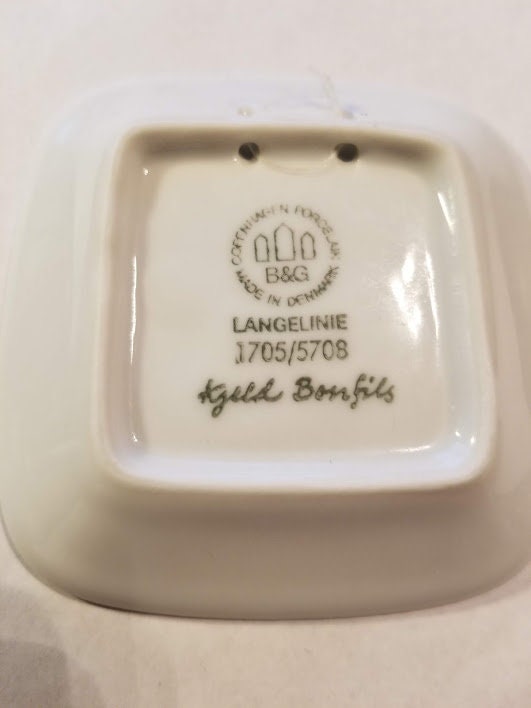 COPENHAGEN PORCELAIN
B&G
MADE IN DENMARK
LANGELINIE
1705/5708
Kjeld Bonfils